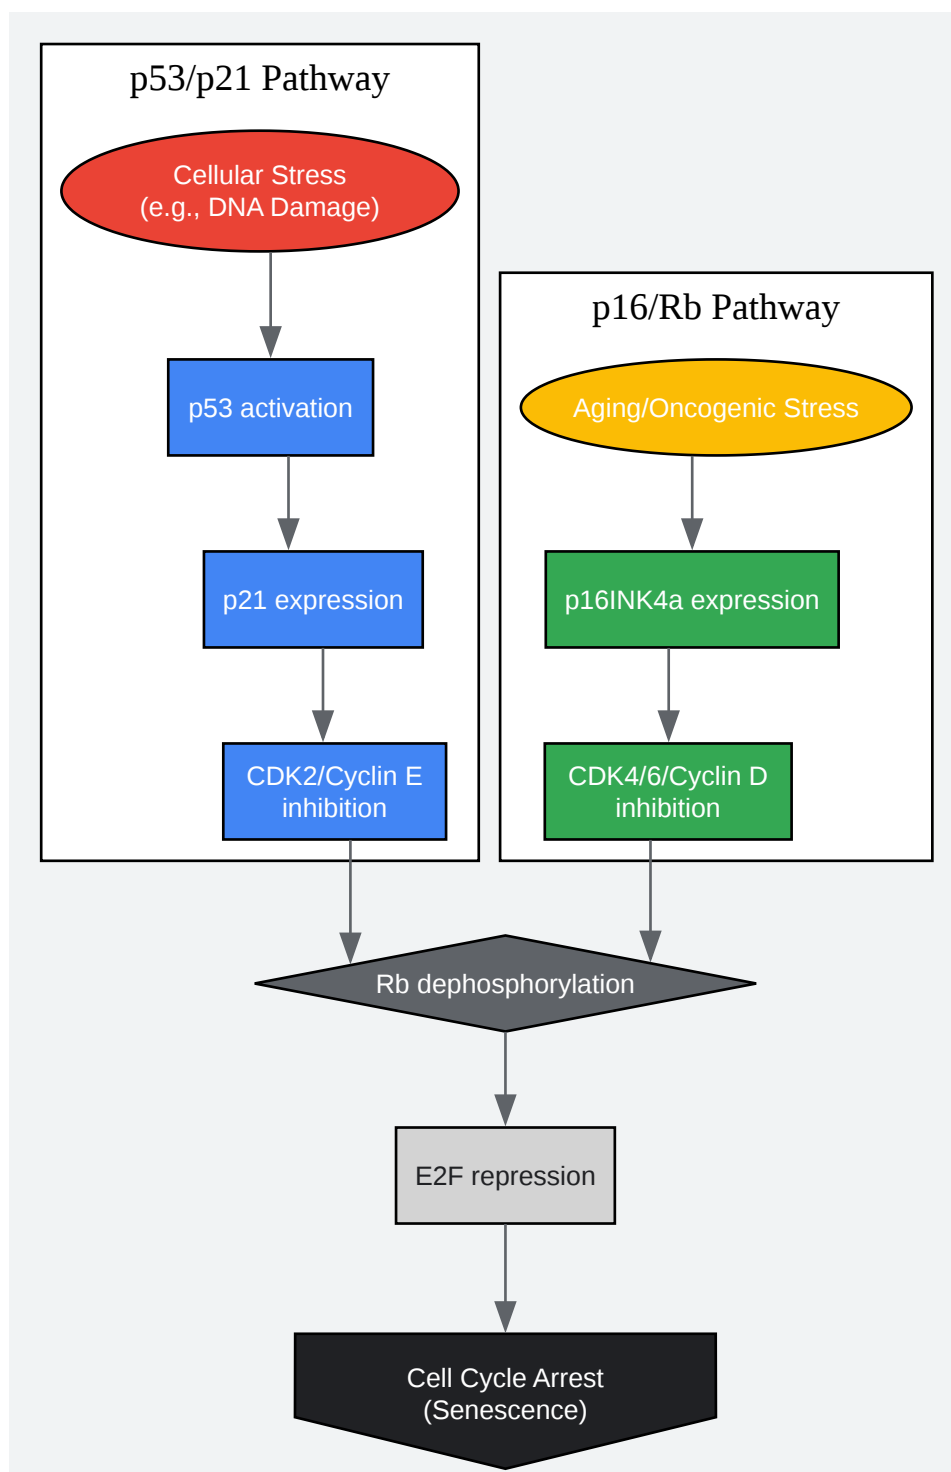 p53/p21 Pathway
Cellular Stress
(e.g., DNA Damage)
p53 activation
p21 expression
CDK2/Cyclin E
inhibition
p16/Rb Pathway
Aging/Oncogenic Stress
p16INK4a expression
CDK4/6/Cyclin D
inhibition
Rb dephosphorylation
E2F repression
Cell Cycle Arrest
(Senescence)